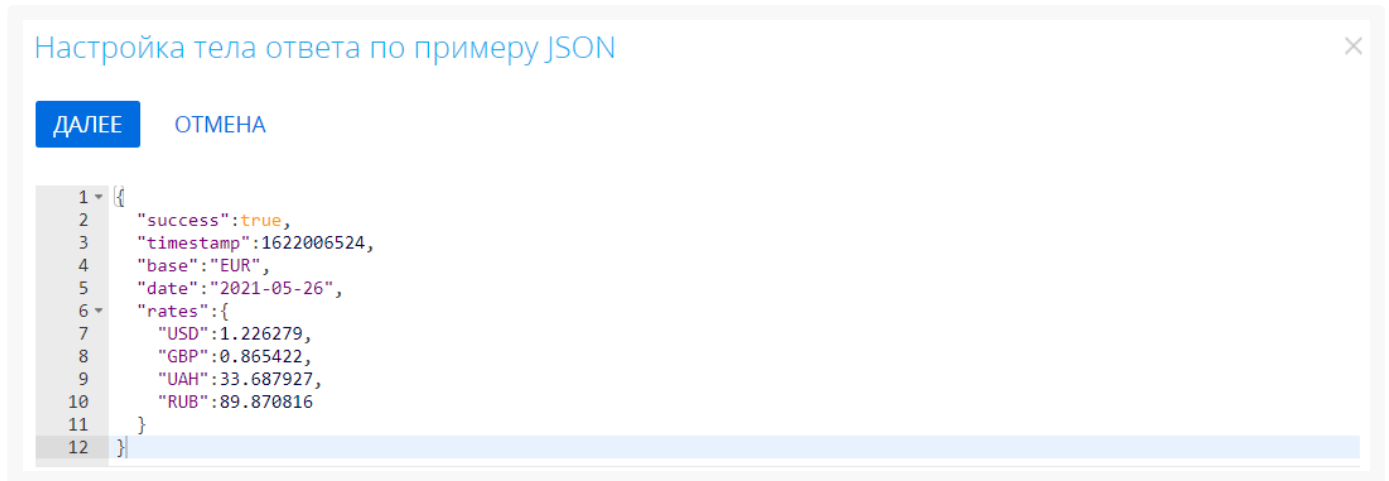 Настройка тела ответа по примеру JSON
ДАЛЕЕ ОТМЕНА
1 {
2 "success":true,
3 "timestamp":1622006524,
4 "base":"EUR",
5 "date":"2021-05-26",
6 "rates":{
7 "USD":1.226279,
8 "GBP":0.865422,
9 "UAH":33.687927,
10 "RUB":89.870816
11 }
12 }